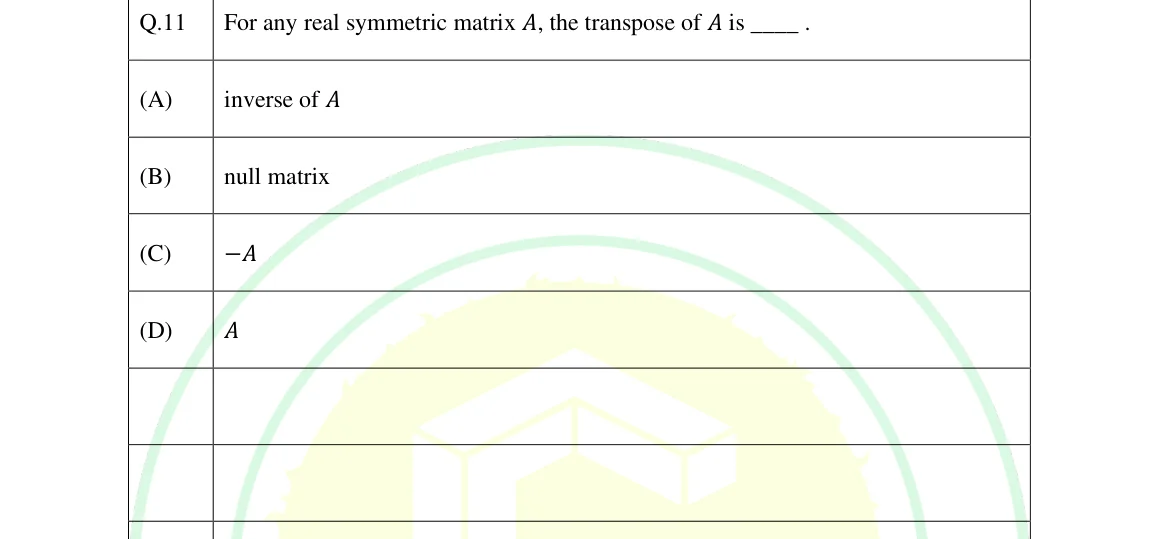 Q.11 For any real symmetric matrix A, the transpose of A is ____ .
(A) inverse of A
(B) null matrix
(C) −A
(D) A